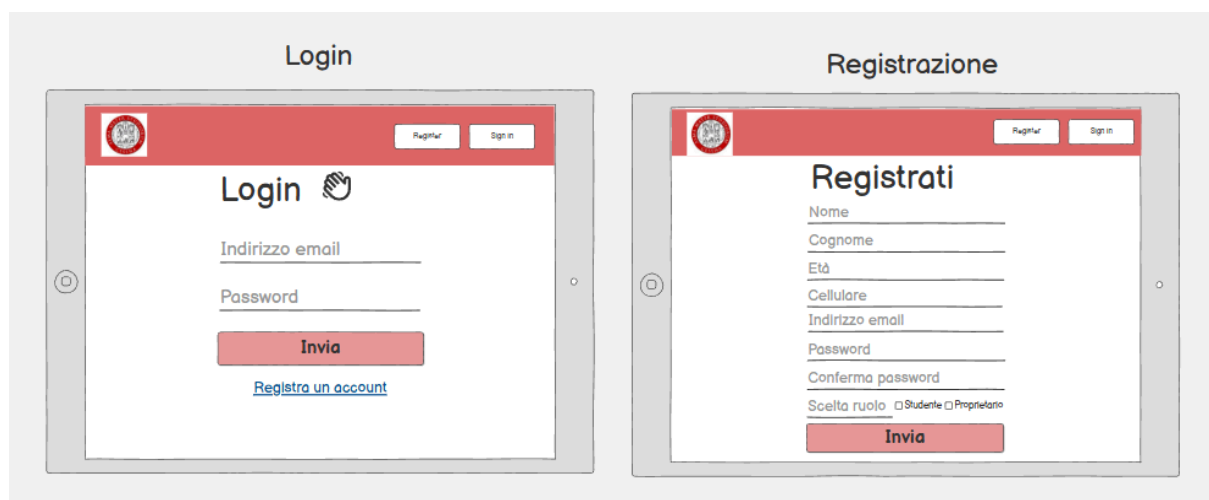 Login
Register
Sign in
Login
Indirizzo email
Password
Invia
Registra un account
Registrazione
Register
Sign in
Registrati
Nome
Cognome
Età
Cellulare
Indirizzo email
Password
Conferma password
Scelta ruolo Studente Proprietario
Invia